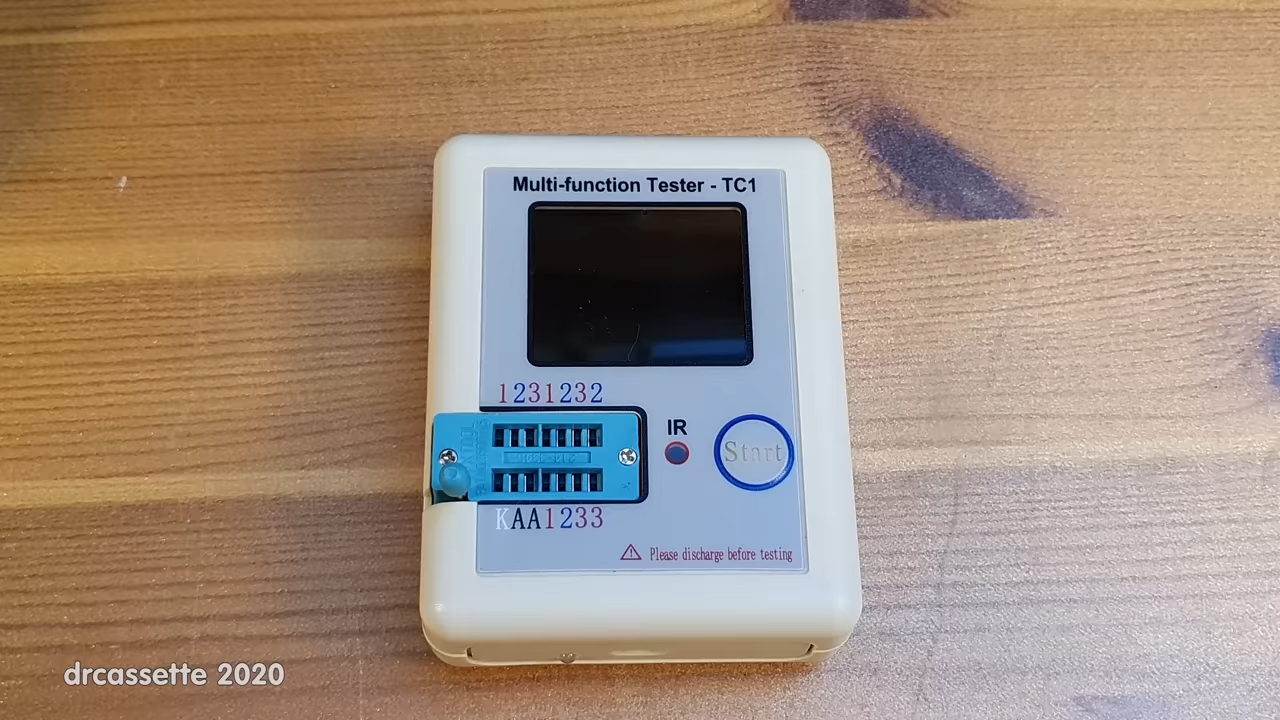 Multi-function Tester - TC1
1231232
IR
Start
KAA1233
Please discharge before testing
drcassette 2020